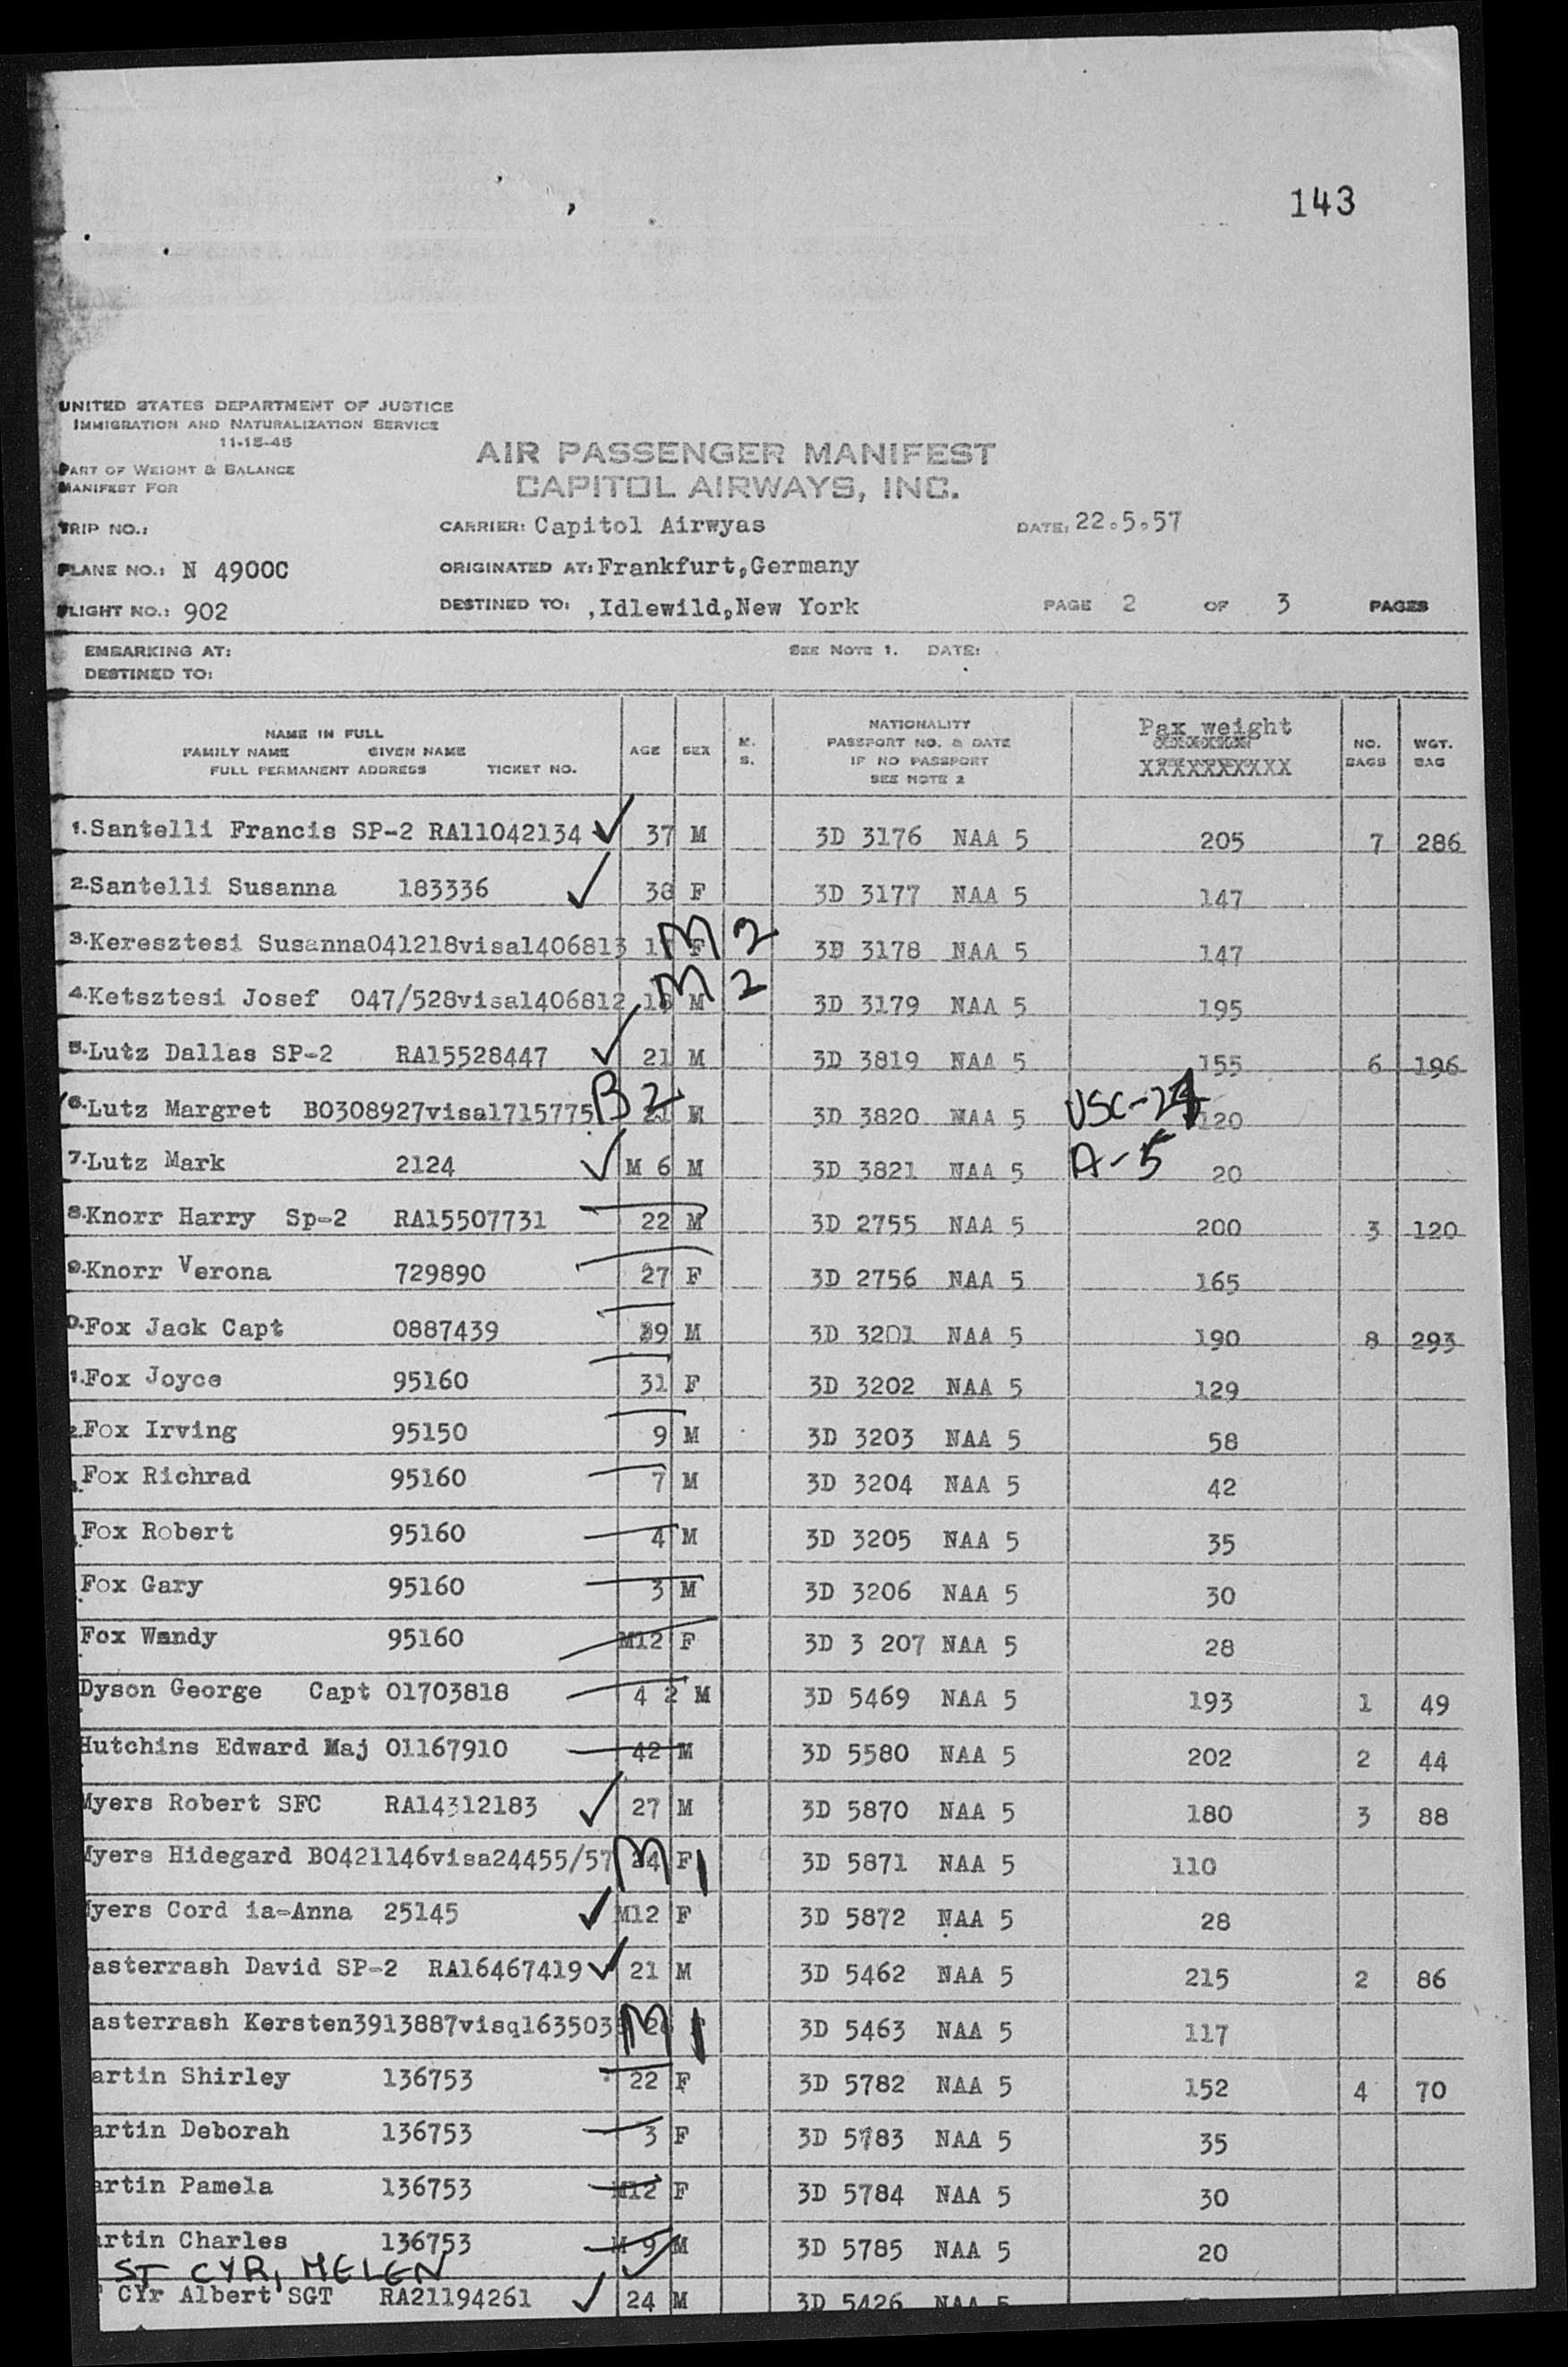 143
UNITED STATES DEPARTMENT OF JUSTICE
IMMIGRATION AND NATURALIZATION SERVICE
11-15-45
PART OF WEIGHT & BALANCE
MANIFEST FOR
AIR PASSENGER MANIFEST
CAPITOL AIRWAYS, INC.
TRIP NO.: CARRIER: Capitol Airwyas DATE: 22.5.57
PLANE NO.: N 4900C ORIGINATED AT: Frankfurt,Germany
FLIGHT NO.: 902 DESTINED TO: ,Idlewild,New York PAGE 2 OF 3 PAGES
EMBARKING AT: SEE NOTE 1. DATE:
DESTINED TO:
NAME IN FULL
FAMILY NAME GIVEN NAME
FULL PERMANENT ADDRESS TICKET NO.
AGE SEX M. S.
NATIONALITY
PASSPORT NO. & DATE
IF NO PASSPORT
SEE NOTE 2
Pax weight
XXXXXXXXXX
NO. BAGS
WGT. BAG
1. Santelli Francis SP-2 RA11042134 ✓ 37 M 3D 3176 NAA 5 205 7 286
2. Santelli Susanna 183336 ✓ 38 F 3D 3177 NAA 5 147
3. Keresztesi Susanna041218visa1406813 M 2 3D 3178 NAA 5 147
4. Ketsztesi Josef 047/528visa1406812 18 M M 2 3D 3179 NAA 5 195
5. Lutz Dallas SP-2 RA15528447 ✓ 21 M 3D 3819 NAA 5 155 6 196
6. Lutz Margret B0308927visa1715775 B2 21 M 3D 3820 NAA 5 USC- 120
7. Lutz Mark 2124 ✓ M 6 M 3D 3821 NAA 5 A-5 20
8. Knorr Harry Sp-2 RA15507731 22 M 3D 2755 NAA 5 200 3 120
9. Knorr Verona 729890 27 F 3D 2756 NAA 5 165
0. Fox Jack Capt 0887439 39 M 3D 3201 NAA 5 190 8 293
1. Fox Joyce 95160 31 F 3D 3202 NAA 5 129
2. Fox Irving 95150 9 M 3D 3203 NAA 5 58
Fox Richrad 95160 7 M 3D 3204 NAA 5 42
Fox Robert 95160 4 M 3D 3205 NAA 5 35
Fox Gary 95160 3 M 3D 3206 NAA 5 30
Fox Wandy 95160 M12 F 3D 3 207 NAA 5 28
Dyson George Capt 01703818 4 2 M 3D 5469 NAA 5 193 1 49
Hutchins Edward Maj 01167910 42 M 3D 5580 NAA 5 202 2 44
Myers Robert SFC RA14312183 ✓ 27 M 3D 5870 NAA 5 180 3 88
Myers Hidegard B0421146visa24455/57 M 24 F 1 3D 5871 NAA 5 110
Myers Cord ia-Anna 25145 ✓ M12 F 3D 5872 NAA 5 28
asterrash David SP-2 RA16467419 ✓ 21 M 3D 5462 NAA 5 215 2 86
asterrash Kersten3913887visq163503 M 1 3D 5463 NAA 5 117
artin Shirley 136753 22 F 3D 5782 NAA 5 152 4 70
artin Deborah 136753 3 F 3D 5783 NAA 5 35
artin Pamela 136753 M12 F 3D 5784 NAA 5 30
artin Charles 136753 M 9 M 3D 5785 NAA 5 20
ST CYR, HELEN
CYr Albert SGT RA21194261 ✓ 24 M 3D 5426 NAA 5